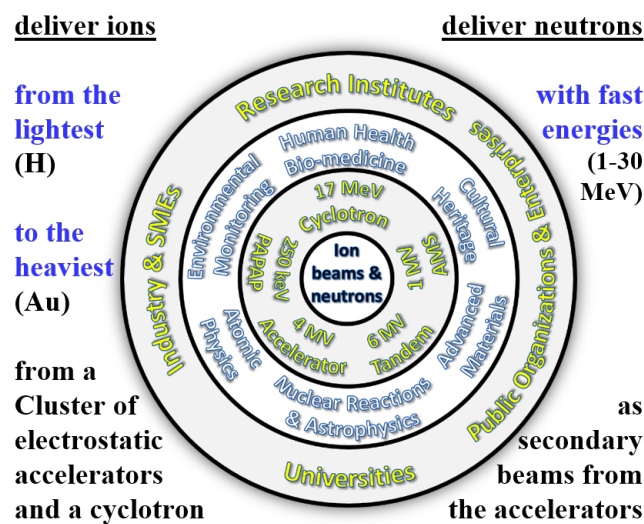 deliver ions
deliver neutrons
from the
lightest
(H)
to the
heaviest
(Au)
from a
Cluster of
electrostatic
accelerators
and a cyclotron
with fast
energies
(1-30
MeV)
as
secondary
beams from
the accelerators
Research Institutes
Public Organizations & Enterprises
Universities
Industry & SMEs
Human Health
Bio-medicine
Cultural
Heritage
Advanced
Materials
Nuclear Reactions
& Astrophysics
Atomic
Physics
Environmental
Monitoring
17 MeV
Cyclotron
AMS
1 MV
6 MV
Tandem
4 MV
Accelerator
250 keV
PAPAP
Ion
beams &
neutrons